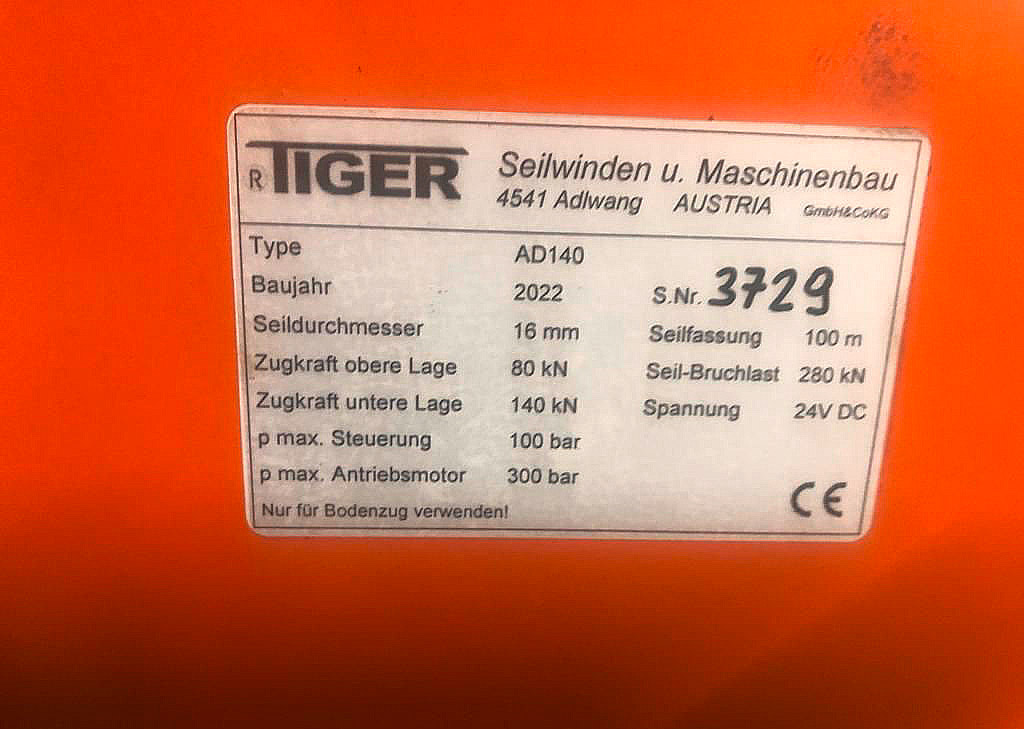 ® TIGER Seilwinden u. Maschinenbau
4541 Adlwang AUSTRIA GmbH&CoKG
Type AD140
Baujahr 2022 S.Nr. 3729
Seildurchmesser 16 mm Seilfassung 100 m
Zugkraft obere Lage 80 kN Seil-Bruchlast 280 kN
Zugkraft untere Lage 140 kN Spannung 24V DC
p max. Steuerung 100 bar
p max. Antriebsmotor 300 bar
Nur für Bodenzug verwenden! CE